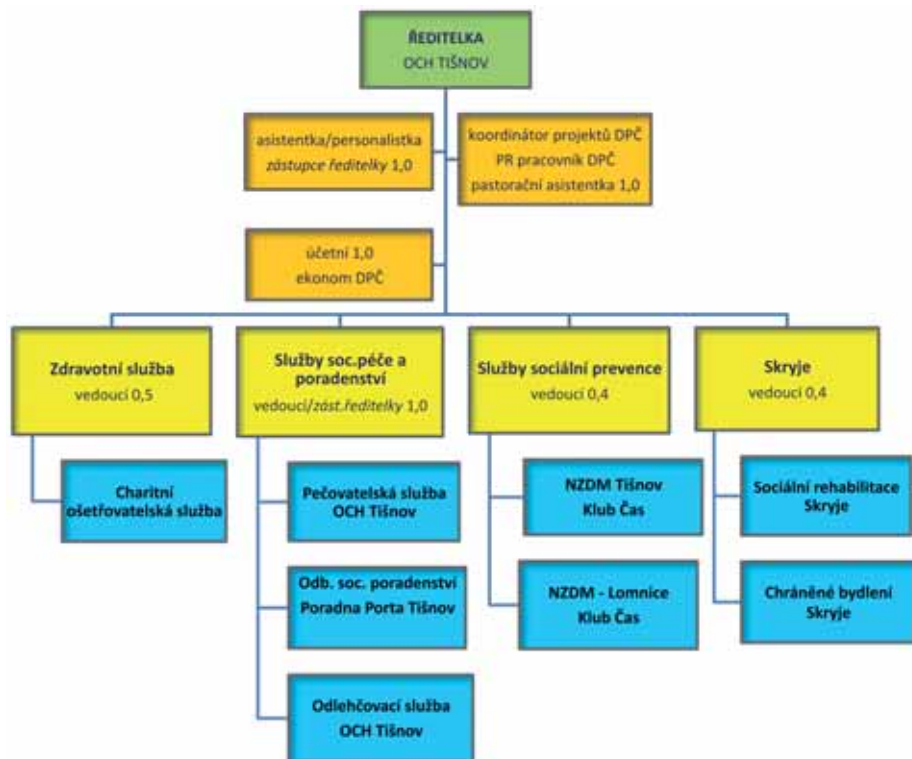 ŘEDITELKA
OCH TIŠNOV
asistentka/personalistka
zástupce ředitelky 1,0
koordinátor projektů DPČ
PR pracovník DPČ
pastorační asistentka 1,0
účetní 1,0
ekonom DPČ
Zdravotní služba
vedoucí 0,5
Služby soc.péče a
poradenství
vedoucí/zást.ředitelky 1,0
Služby sociální prevence
vedoucí 0,4
Skryje
vedoucí 0,4
Charitní
ošetřovatelská služba
Pečovatelská služba
OCH Tišnov
NZDM Tišnov
Klub Čas
Sociální rehabilitace
Skryje
Odb. soc. poradenství
Poradna Porta Tišnov
NZDM - Lomnice
Klub Čas
Chráněné bydlení
Skryje
Odlehčovací služba
OCH Tišnov